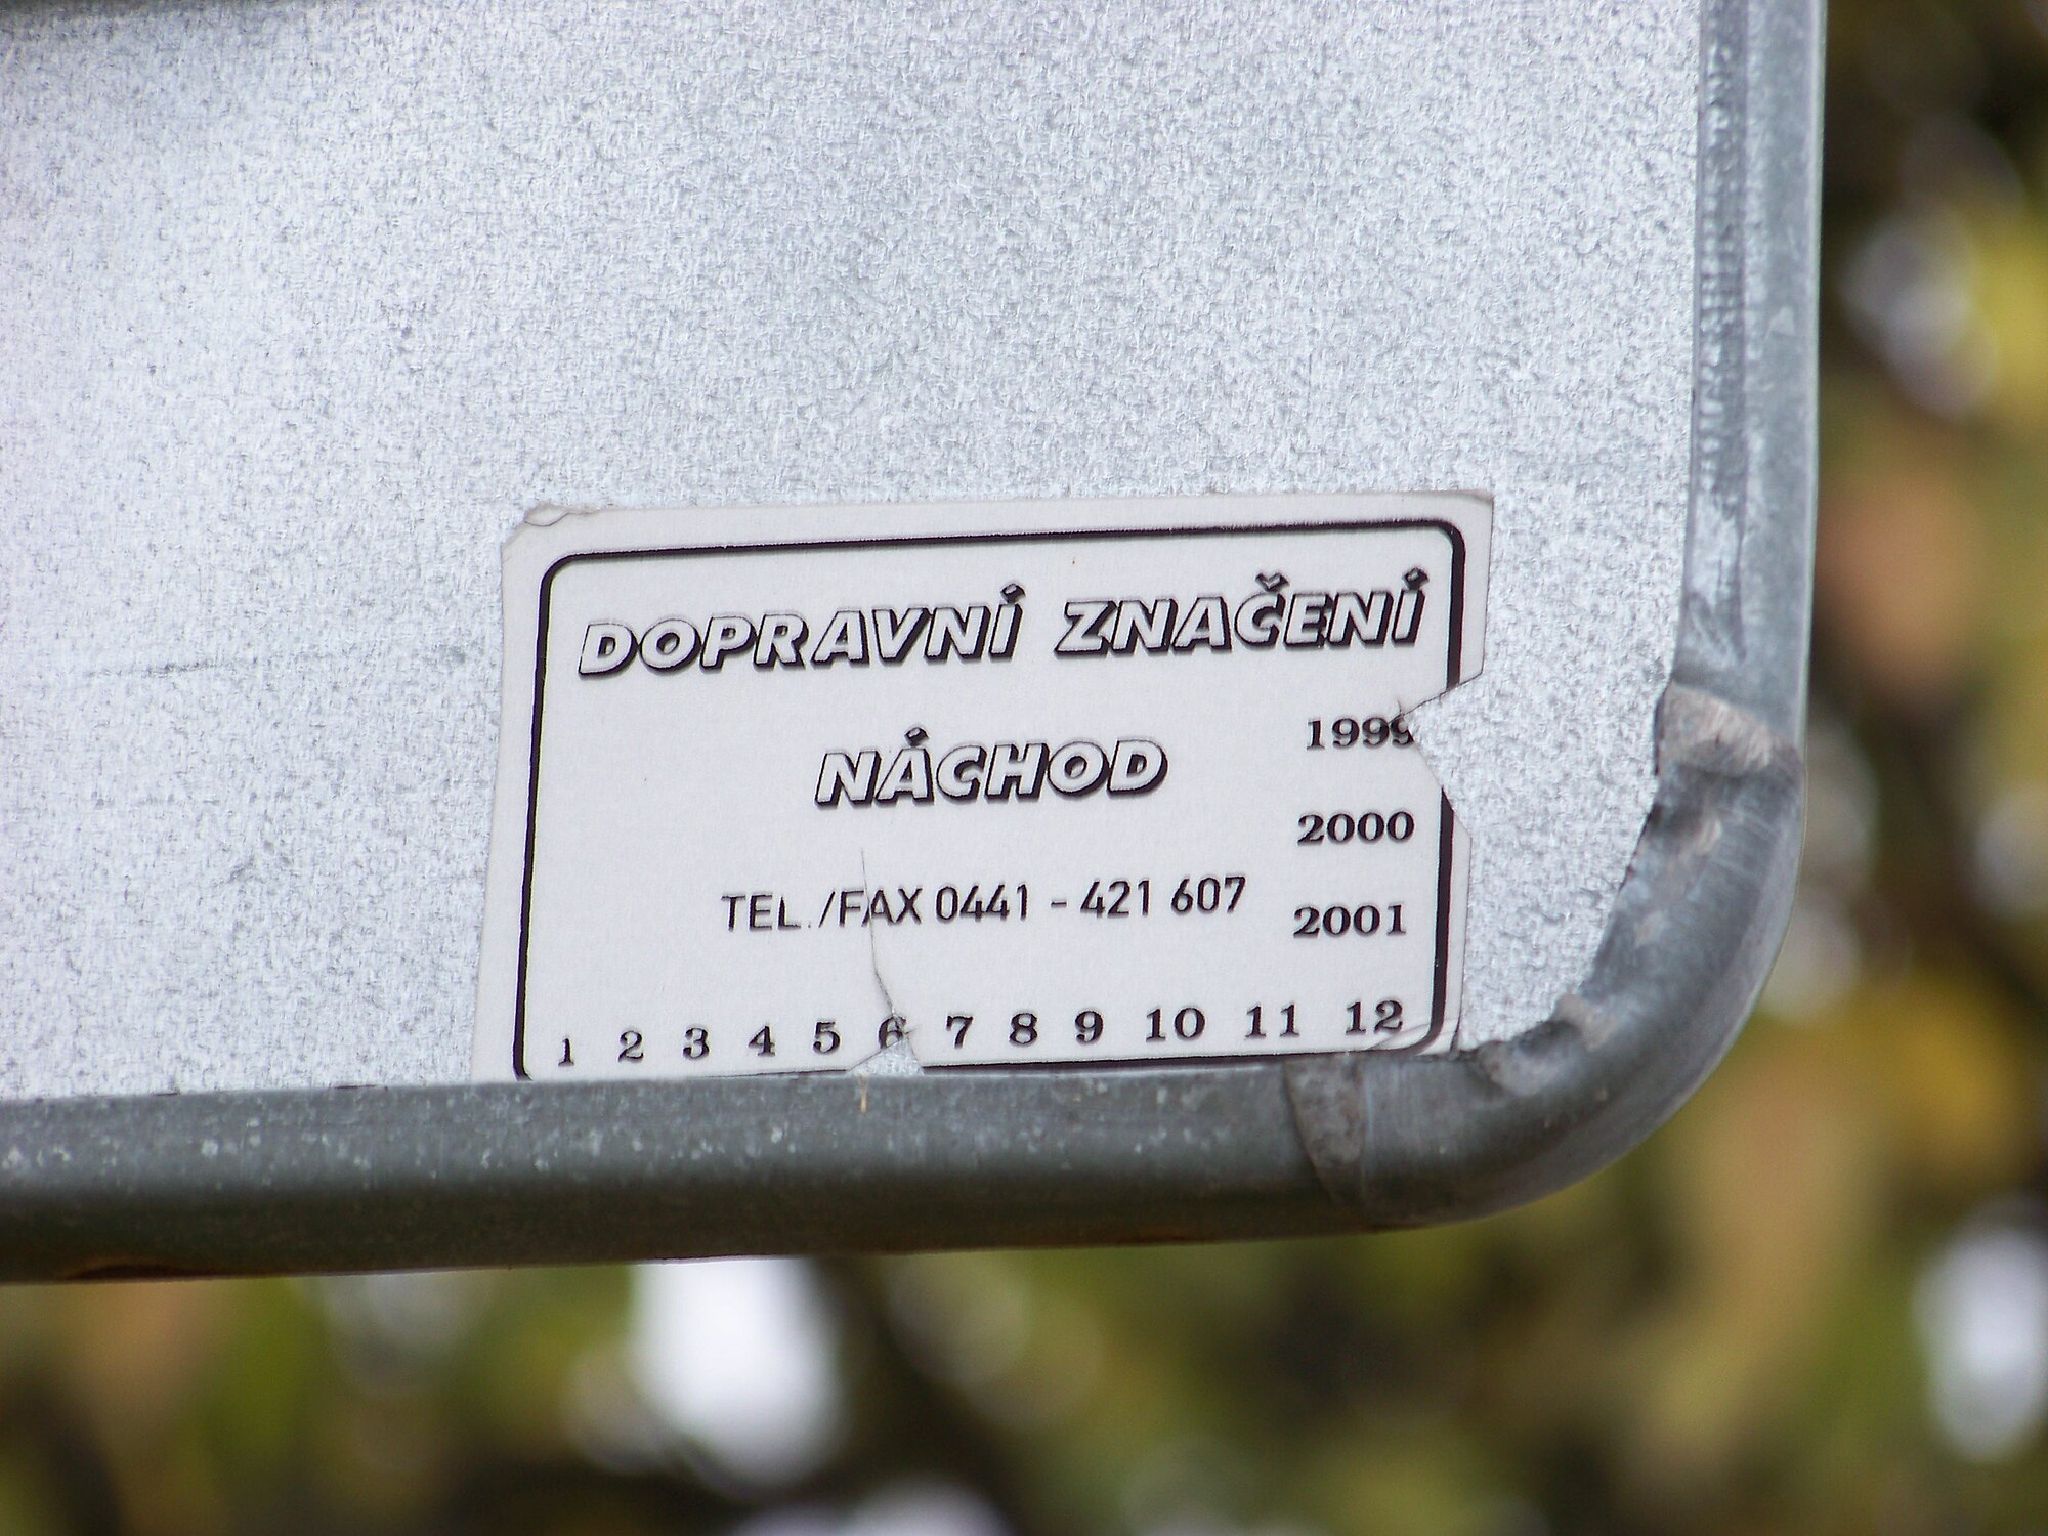 DOPRAVNÍ ZNAČENÍ
NÁCHOD
1999
2000
TEL./FAX 0441 - 421 607
2001
1 2 3 4 5 6 7 8 9 10 11 12